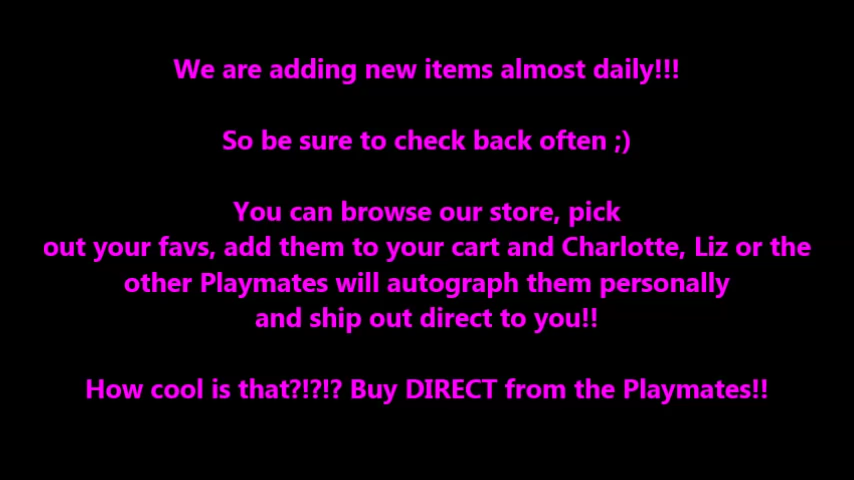 We are adding new items almost daily!!!
So be sure to check back often ;)
You can browse our store, pick
out your favs, add them to your cart and Charlotte, Liz or the
other Playmates will autograph them personally
and ship out direct to you!!
How cool is that?!?!? Buy DIRECT from the Playmates!!